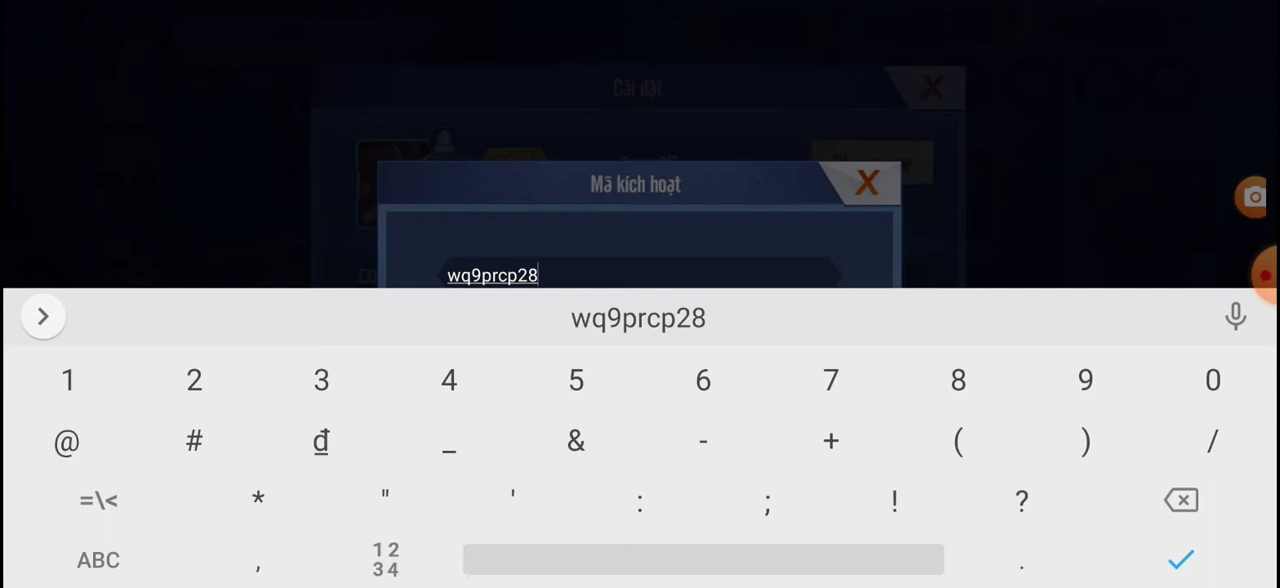 Cài đặt
X
Mã kích hoạt
X
wq9prcp28
wq9prcp28
1 2 3 4 5 6 7 8 9 0
@ # ₫ _ & - + ( ) /
=\< * " ' : ; ! ?
ABC , 12 34 .